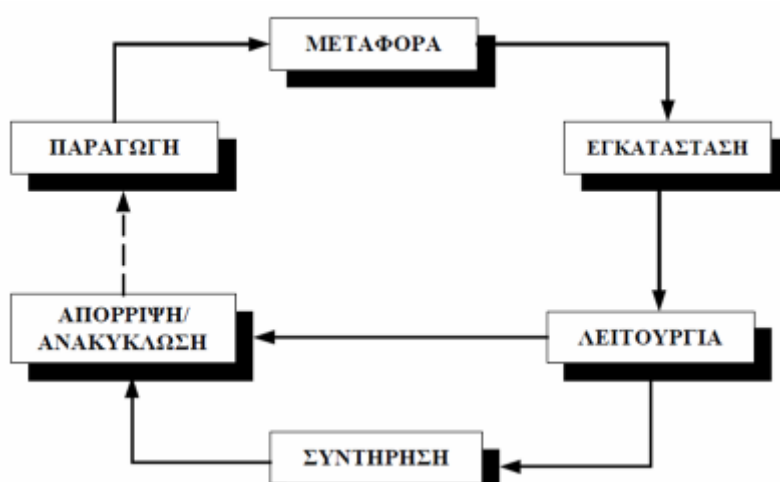 ΜΕΤΑΦΟΡΑ
ΠΑΡΑΓΩΓΗ
ΕΓΚΑΤΑΣΤΑΣΗ
ΑΠΟΡΡΙΨΗ/
ΑΝΑΚΥΚΛΩΣΗ
ΛΕΙΤΟΥΡΓΙΑ
ΣΥΝΤΗΡΗΣΗ